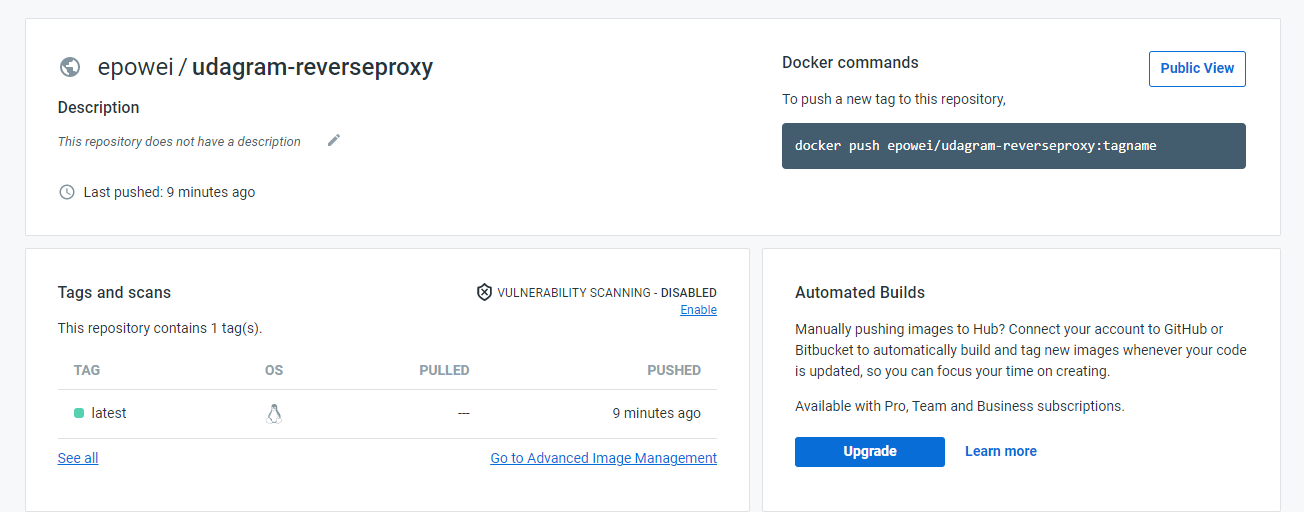 epowei / udagram-reverseproxy
Description
This repository does not have a description
Last pushed: 9 minutes ago
Docker commands
Public View
To push a new tag to this repository,
docker push epowei/udagram-reverseproxy:tagname
Tags and scans
VULNERABILITY SCANNING - DISABLED
Enable
This repository contains 1 tag(s).
TAG OS PULLED PUSHED
latest --- 9 minutes ago
See all
Go to Advanced Image Management
Automated Builds
Manually pushing images to Hub? Connect your account to GitHub or
Bitbucket to automatically build and tag new images whenever your code
is updated, so you can focus your time on creating.
Available with Pro, Team and Business subscriptions.
Upgrade
Learn more